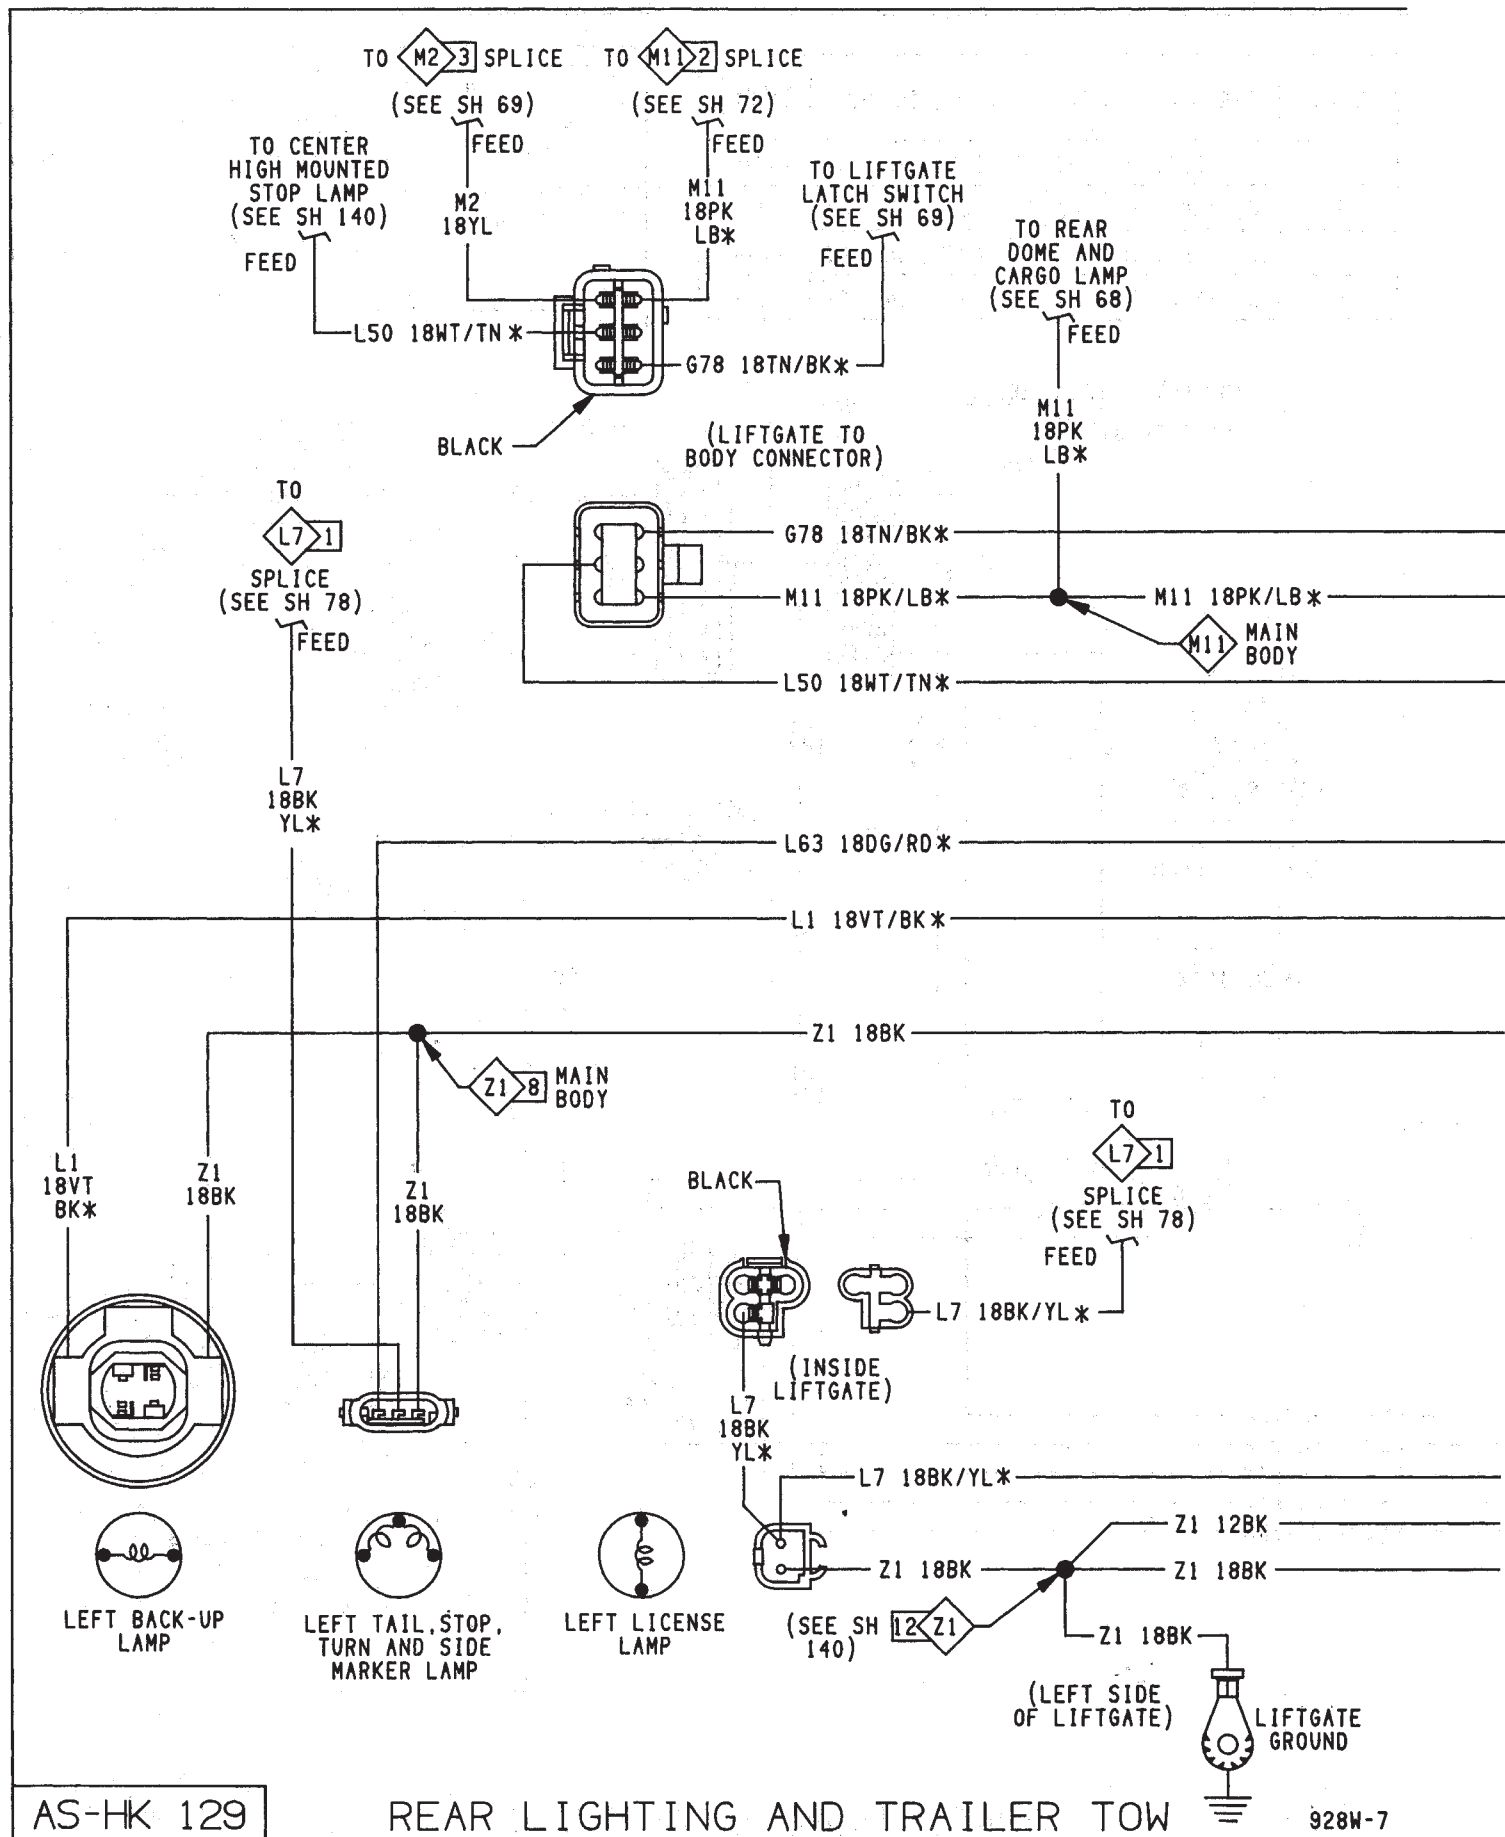 TO M2 3 SPLICE
(SEE SH 69)
FEED
TO M11 2 SPLICE
(SEE SH 72)
FEED
TO CENTER
HIGH MOUNTED
STOP LAMP
(SEE SH 140)
FEED
M2
18YL
M11
18PK
LB*
TO LIFTGATE
LATCH SWITCH
(SEE SH 69)
FEED
TO REAR
DOME AND
CARGO LAMP
(SEE SH 68)
FEED
L50 18WT/TN*
G78 18TN/BK*
M11
18PK
LB*
BLACK
(LIFTGATE TO
BODY CONNECTOR)
TO
L7 1
SPLICE
(SEE SH 78)
FEED
G78 18TN/BK*
M11 18PK/LB*
M11 18PK/LB*
M11 MAIN
BODY
L50 18WT/TN*
L7
18BK
YL*
L63 18DG/RD*
L1 18VT/BK*
Z1 18BK
Z1 8 MAIN
BODY
L1
18VT
BK*
Z1
18BK
Z1
18BK
TO
L7 1
SPLICE
(SEE SH 78)
FEED
BLACK
L7 18BK/YL*
(INSIDE
LIFTGATE)
L7
18BK
YL*
L7 18BK/YL*
Z1 12BK
Z1 18BK
Z1 18BK
LEFT BACK-UP
LAMP
LEFT TAIL,STOP,
TURN AND SIDE
MARKER LAMP
LEFT LICENSE
LAMP
(SEE SH
140)
12 Z1
Z1 18BK
(LEFT SIDE
OF LIFTGATE)
LIFTGATE
GROUND
AS-HK 129
REAR LIGHTING AND TRAILER TOW
928W-7